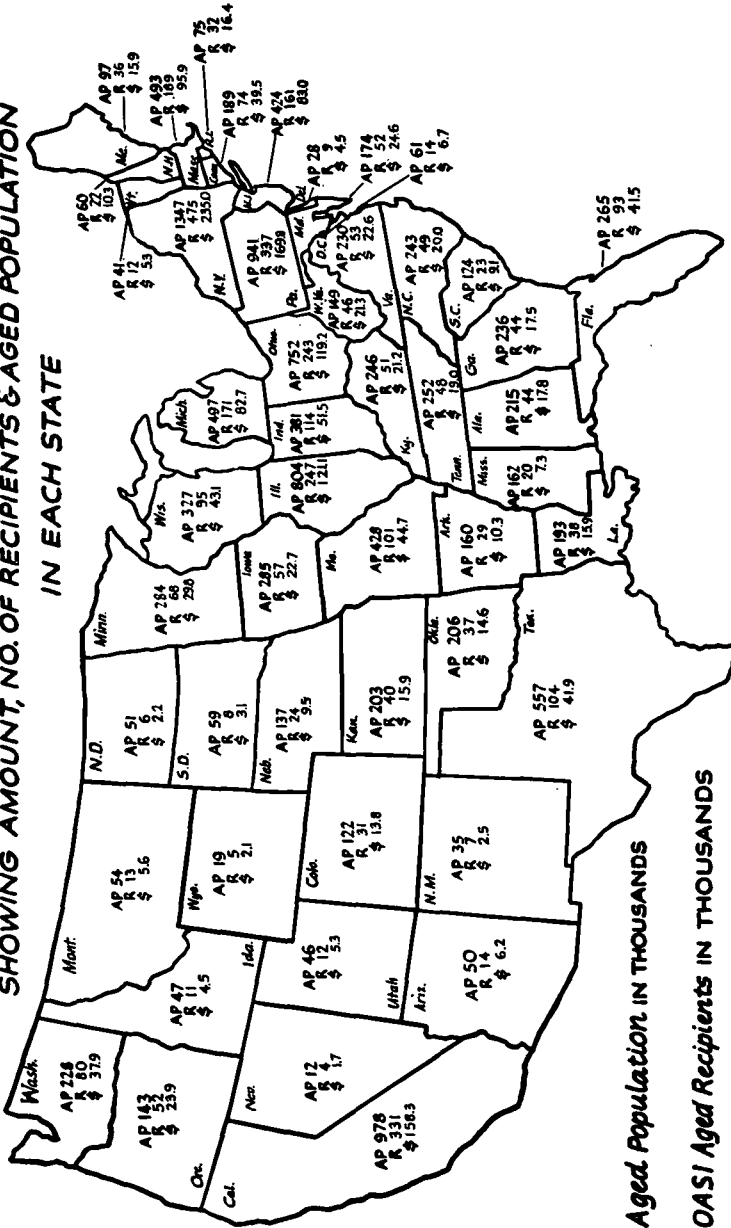 SHOWING AMOUNT, NO. OF RECIPIENTS & AGED POPULATION
IN EACH STATE
Wash.
AP 228
R 80
$ 37.9
Ore.
AP 143
R 52
$ 23.9
Cal.
AP 978
R 331
$ 158.3
Nev.
AP 12
R 4
$ 1.7
Ida.
AP 47
R 11
$ 4.5
Mont.
AP 54
R 13
$ 5.6
Wyo.
AP 19
R 5
$ 2.1
Utah
AP 46
R 12
$ 5.3
Ariz.
AP 50
R 14
$ 6.2
Colo.
AP 122
R 31
$ 13.8
N.M.
AP 35
R 7
$ 2.5
N.D.
AP 51
R 6
$ 2.2
S.D.
AP 59
R 8
$ 3.1
Neb.
AP 137
R 24
$ 9.5
Kan.
AP 203
R 40
$ 15.9
Okla.
AP 206
R 37
$ 14.6
Tex.
AP 557
R 104
$ 41.9
Minn.
AP 284
R 68
$ 29.8
Iowa
AP 285
R 57
$ 22.7
Mo.
AP 428
R 101
$ 44.7
Ark.
AP 160
R 29
$ 10.3
La.
AP 193
R 38
$ 15.9
Wis.
AP 327
R 95
$ 43.1
Ill.
AP 804
R 247
$ 121.1
Mich.
AP 497
R 171
$ 82.7
Ind.
AP 381
R 114
$ 51.5
Ohio
AP 752
R 243
$ 119.2
Ky.
AP 246
R 51
$ 21.2
Tenn.
AP 252
R 48
$ 19.0
Miss.
AP 162
R 20
$ 7.3
Ala.
AP 215
R 44
$ 17.8
Ga.
AP 236
R 44
$ 17.5
Fla.
AP 265
R 93
$ 41.5
S.C.
AP 124
R 23
$ 9.1
N.C.
AP 243
R 49
$ 20.0
Va.
AP 230
R 53
$ 22.6
W.Va.
AP 149
R 46
$ 21.3
D.C.
AP 61
R 14
$ 6.7
Md.
AP 174
R 52
$ 24.6
Del.
AP 28
R 9
$ 4.5
Pa.
AP 941
R 337
$ 169.8
N.J.
AP 424
R 161
$ 83.0
N.Y.
AP 1347
R 475
$ 235.0
Conn.
AP 189
R 74
$ 39.5
R.I.
AP 75
R 32
$ 16.4
Mass.
AP 493
R 189
$ 95.9
Vt.
AP 41
R 12
$ 5.3
N.H.
AP 60
R 22
$ 10.3
Me.
AP 97
R 36
$ 15.9
Aged Population IN THOUSANDS
OASI Aged Recipients IN THOUSANDS